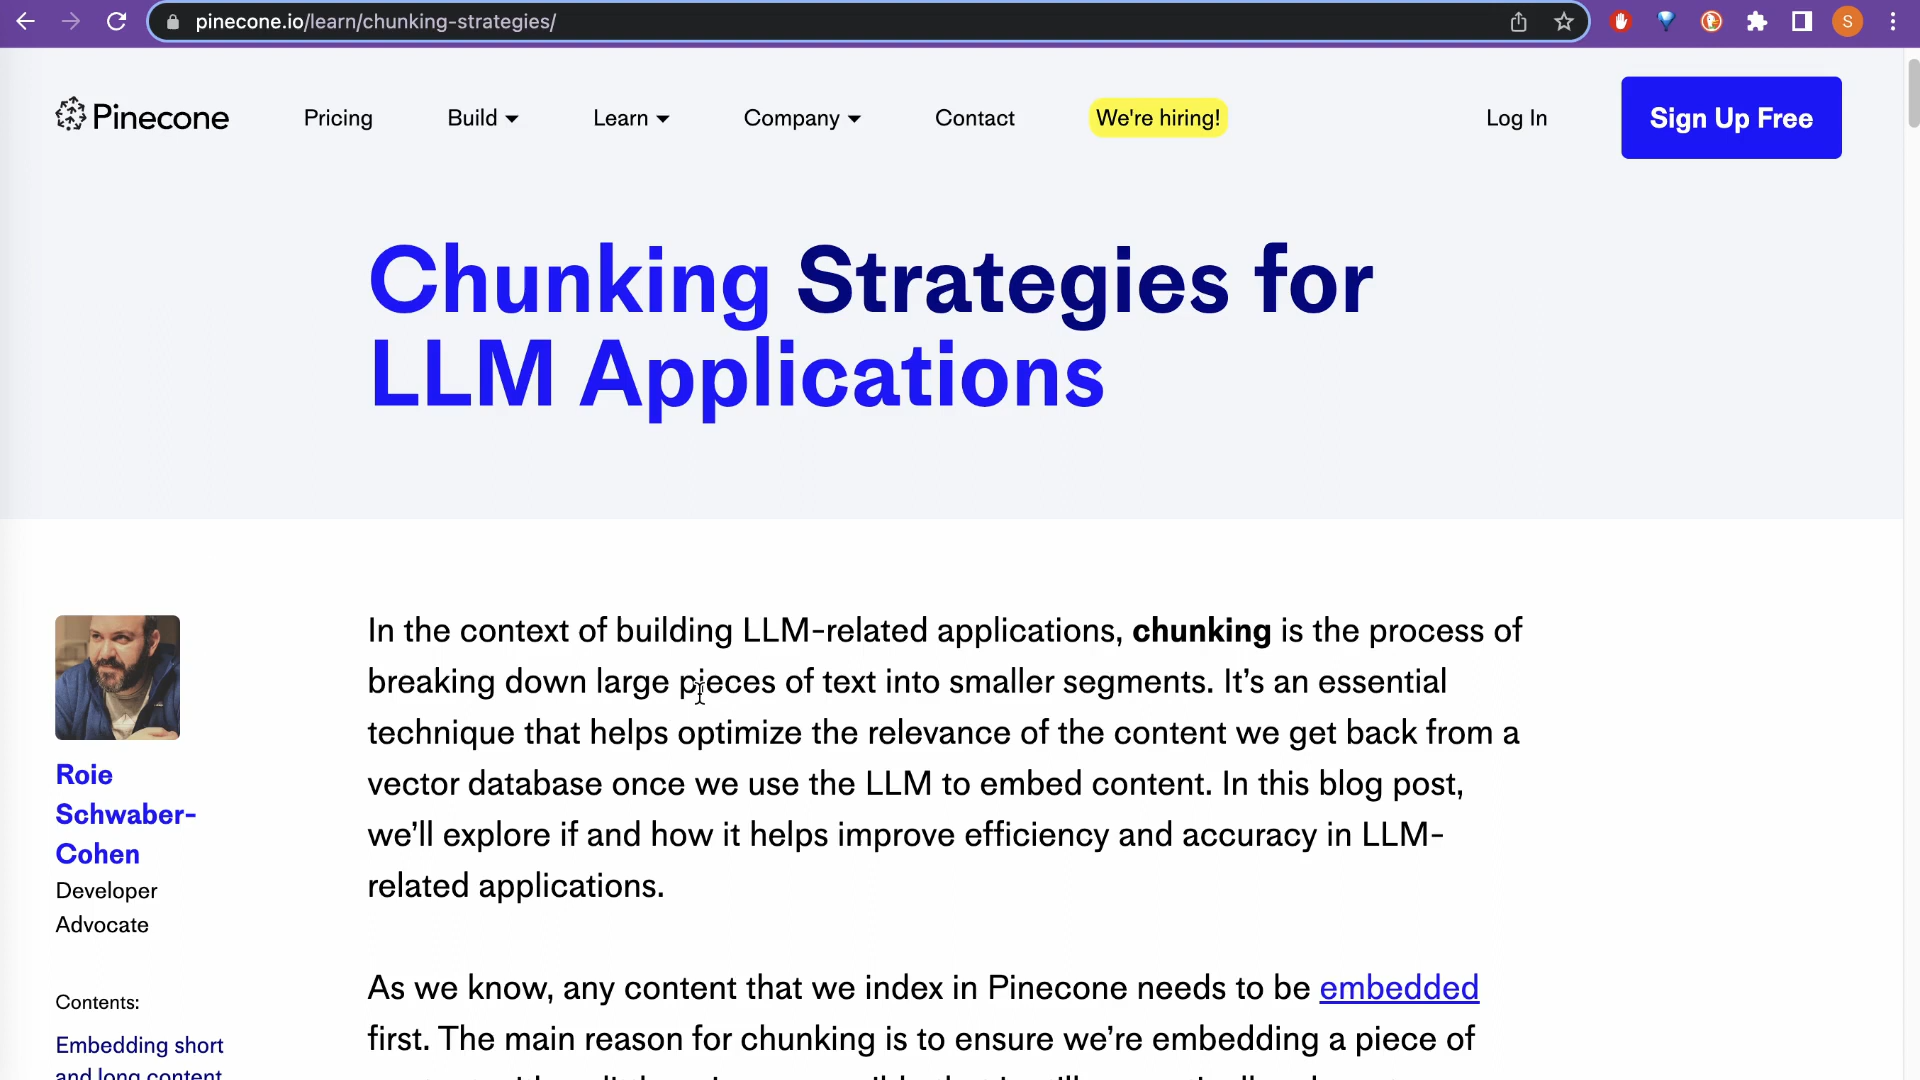 pinecone.io/learn/chunking-strategies/
S
Pinecone Pricing Build Learn Company Contact We're hiring! Log In Sign Up Free
Chunking Strategies for
LLM Applications
Roie
Schwaber-
Cohen
Developer
Advocate
Contents:
Embedding short
and long content
In the context of building LLM-related applications, chunking is the process of
breaking down large pieces of text into smaller segments. It’s an essential
technique that helps optimize the relevance of the content we get back from a
vector database once we use the LLM to embed content. In this blog post,
we’ll explore if and how it helps improve efficiency and accuracy in LLM-
related applications.
As we know, any content that we index in Pinecone needs to be embedded
first. The main reason for chunking is to ensure we’re embedding a piece of